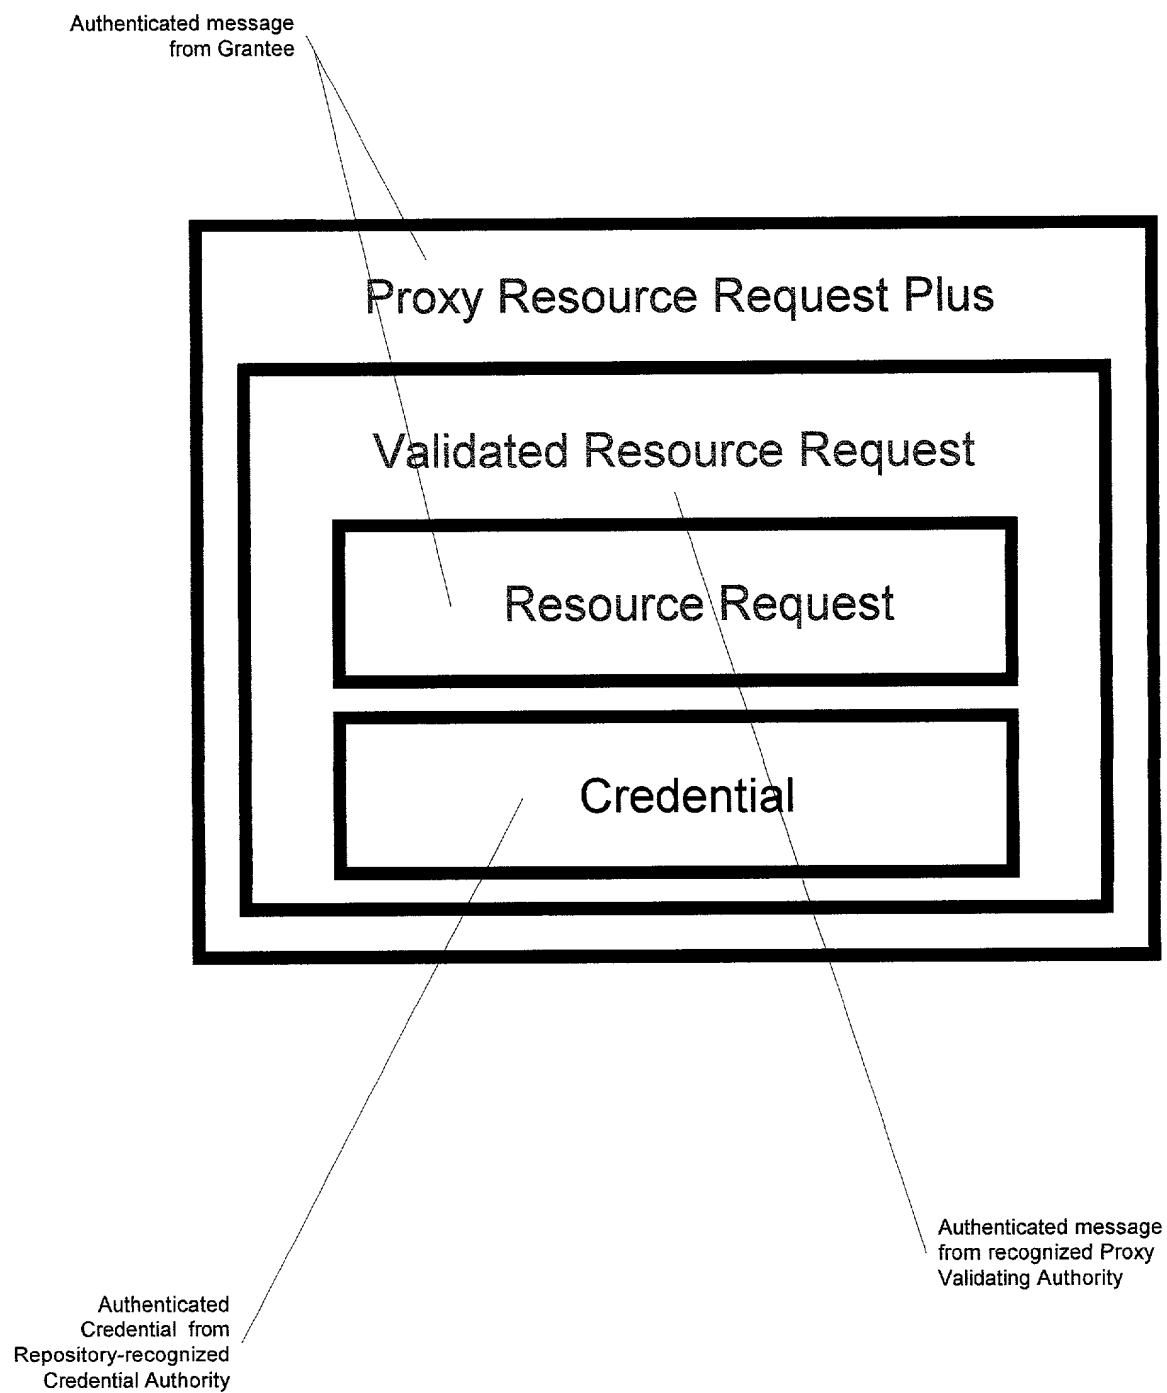 Authenticated message
from Grantee
Proxy Resource Request Plus
Validated Resource Request
Resource Request
Credential
Authenticated message
from recognized Proxy
Validating Authority
Authenticated
Credential from
Repository-recognized
Credential Authority